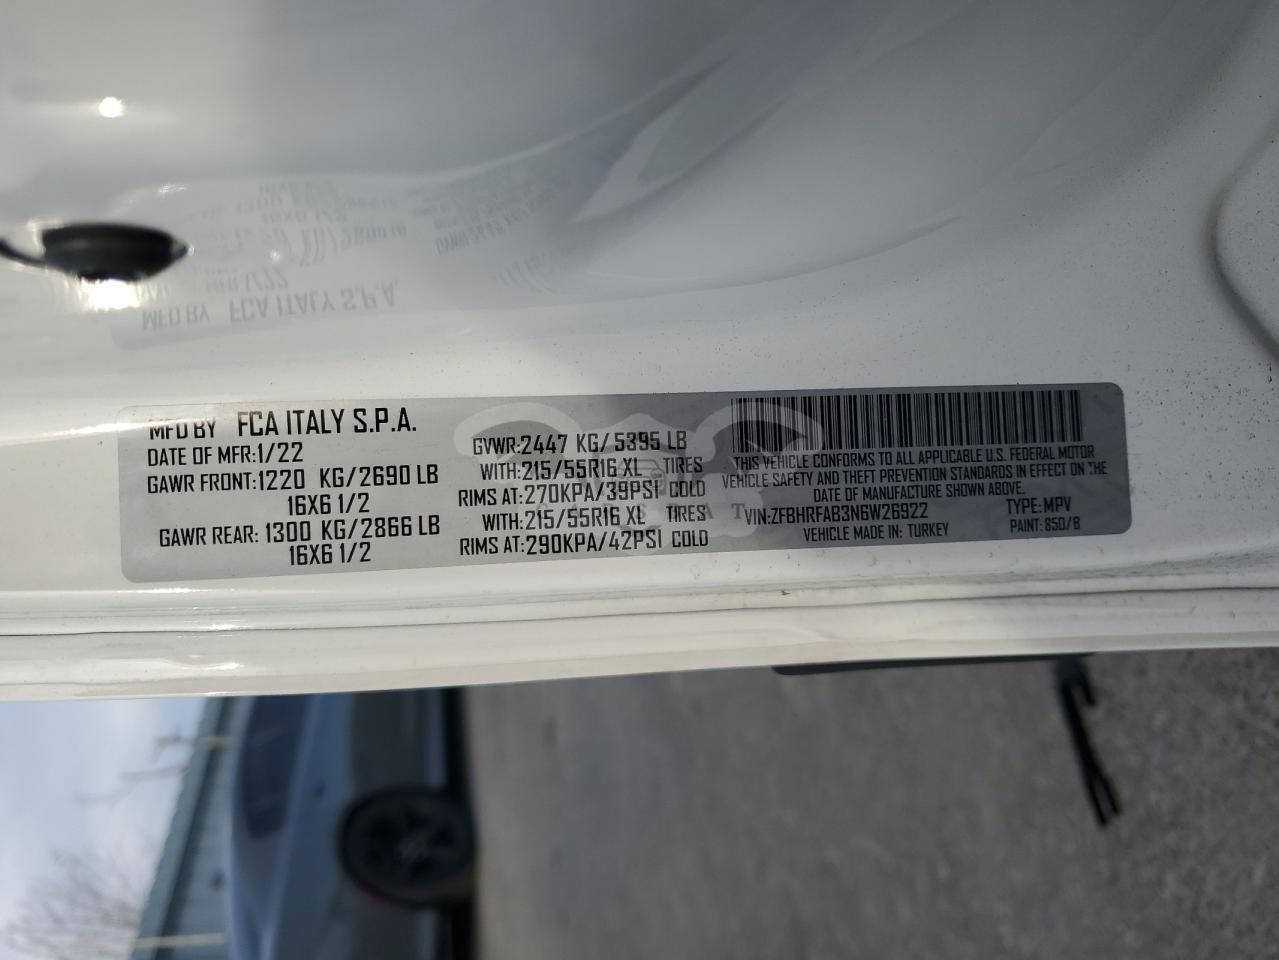 MFD BY FCA ITALY S.P.A.
DATE OF MFR:1/22
GAWR FRONT:1220 KG/2690 LB
16X6 1/2
GAWR REAR: 1300 KG/2866 LB
16X6 1/2
GVWR:2447 KG/5395 LB
WITH:215/55R16 XL TIRES
RIMS AT:270KPA/39PSI COLD
WITH:215/55R16 XL TIRES
RIMS AT:290KPA/42PSI COLD
THIS VEHICLE CONFORMS TO ALL APPLICABLE U.S. FEDERAL MOTOR
VEHICLE SAFETY AND THEFT PREVENTION STANDARDS IN EFFECT ON THE
DATE OF MANUFACTURE SHOWN ABOVE.
VIN:ZFBHRFAB3N6W26922 TYPE:MPV
VEHICLE MADE IN: TURKEY PAINT: 850/B